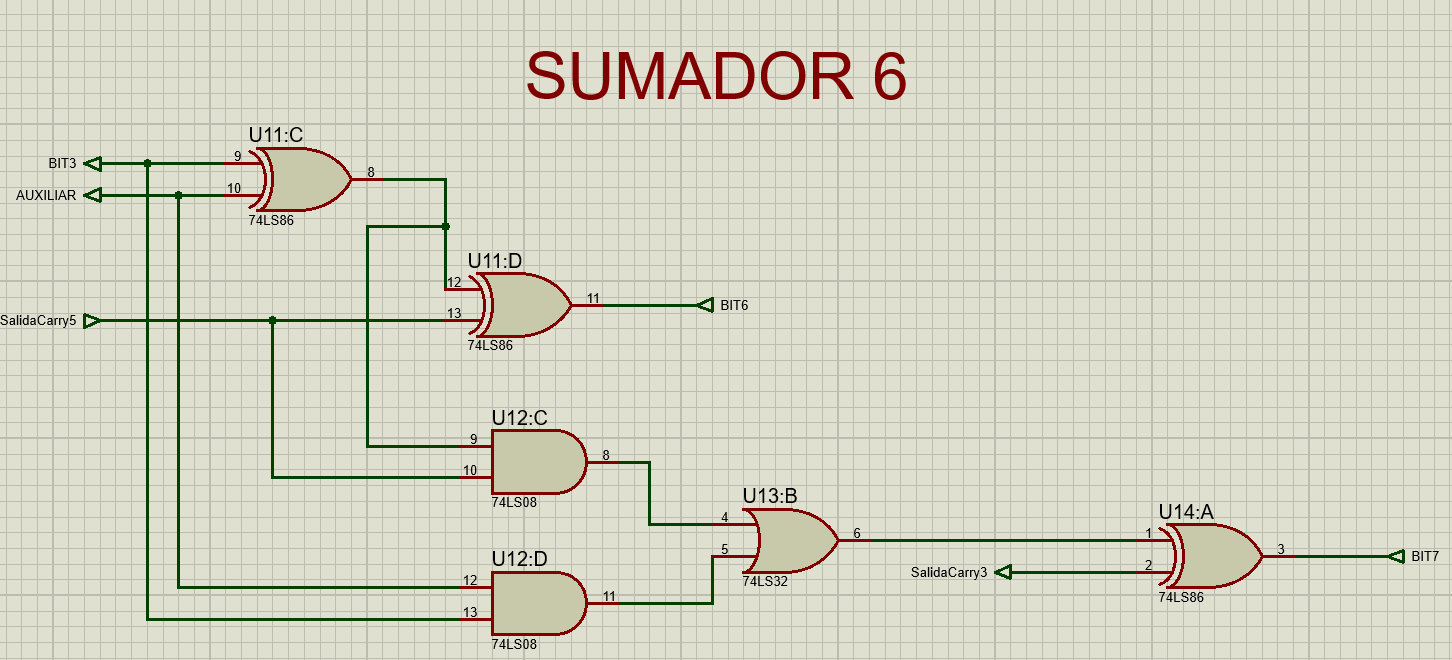 SUMADOR 6
U11:C
BIT3
9
8
AUXILIAR
10
74LS86
U11:D
12
11
BIT6
SalidaCarry5
13
74LS86
U12:C
9
8
10
74LS08
U13:B
4
6
5
74LS32
U14:A
1
3
BIT7
SalidaCarry3
2
74LS86
U12:D
12
11
13
74LS08